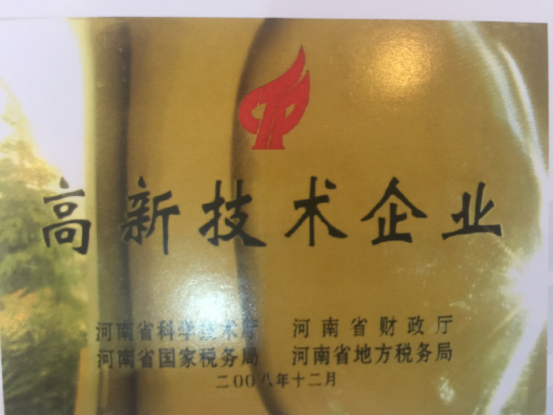 高新技术企业
河南省科学技术厅 河南省财政厅
河南省国家税务局 河南省地方税务局
二〇〇八年十二月